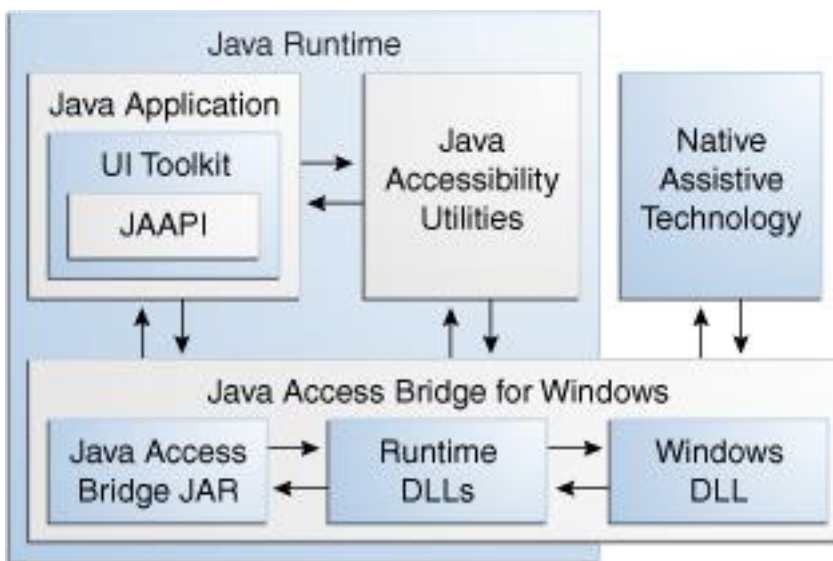 Java Runtime
Java Application
UI Toolkit
JAAPI
Java
Accessibility
Utilities
Native
Assistive
Technology
Java Access Bridge for Windows
Java Access
Bridge JAR
Runtime
DLLs
Windows
DLL